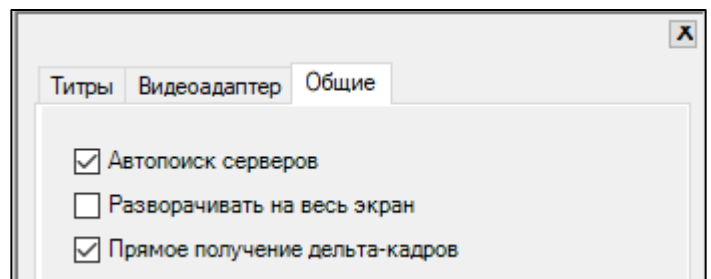 Титры Видеоадаптер Общие
Автопоиск серверов
Разворачивать на весь экран
Прямое получение дельта-кадров